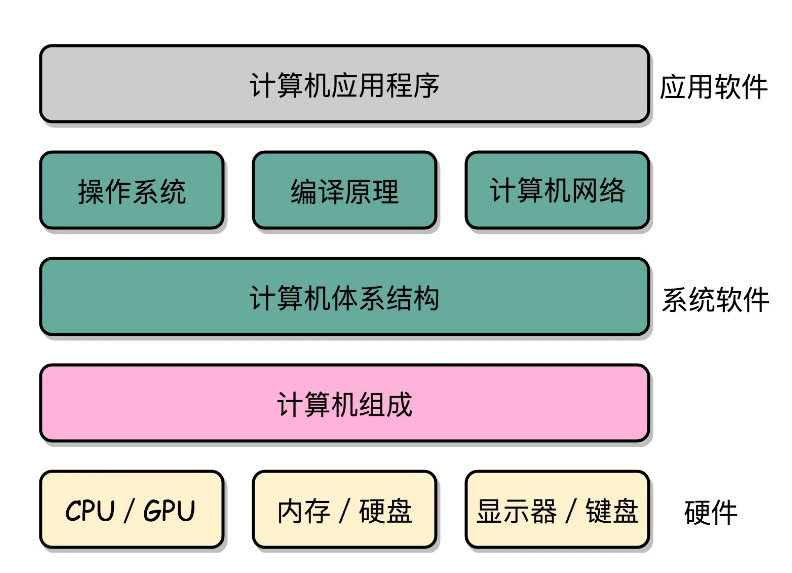 计算机应用程序
应用软件
操作系统
编译原理
计算机网络
计算机体系结构
系统软件
计算机组成
CPU / GPU
内存 / 硬盘
显示器 / 键盘
硬件